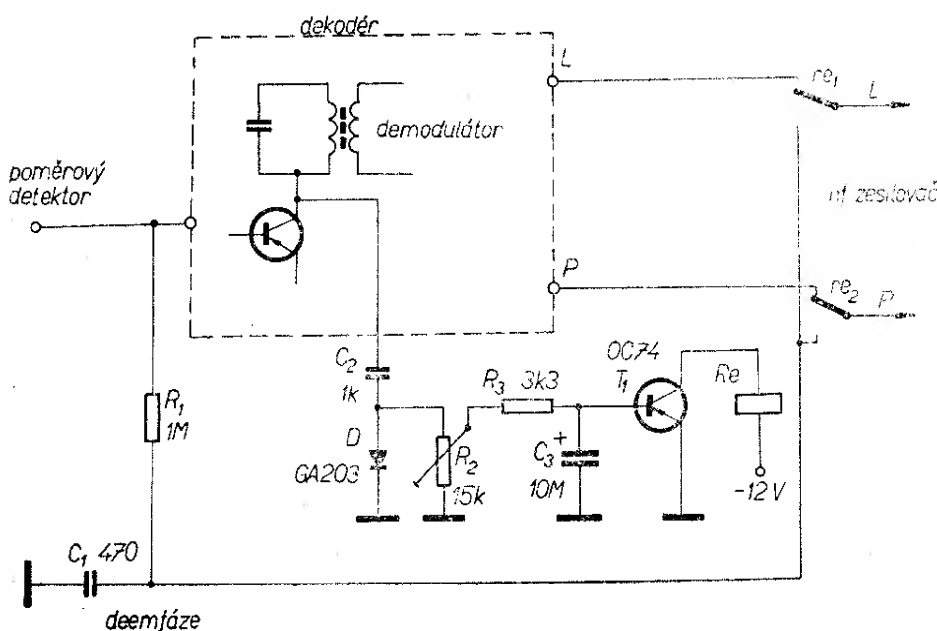 dekodér
L
re1
L
demodulátor
poměrový
detektor
nf zesilovač
P
re2
P
C2
1k
R1
1M
D
GA203
R2
15k
R3 3k3
C3 +
10M
OC74
T1
Re
-12V
C1 470
deemfáze